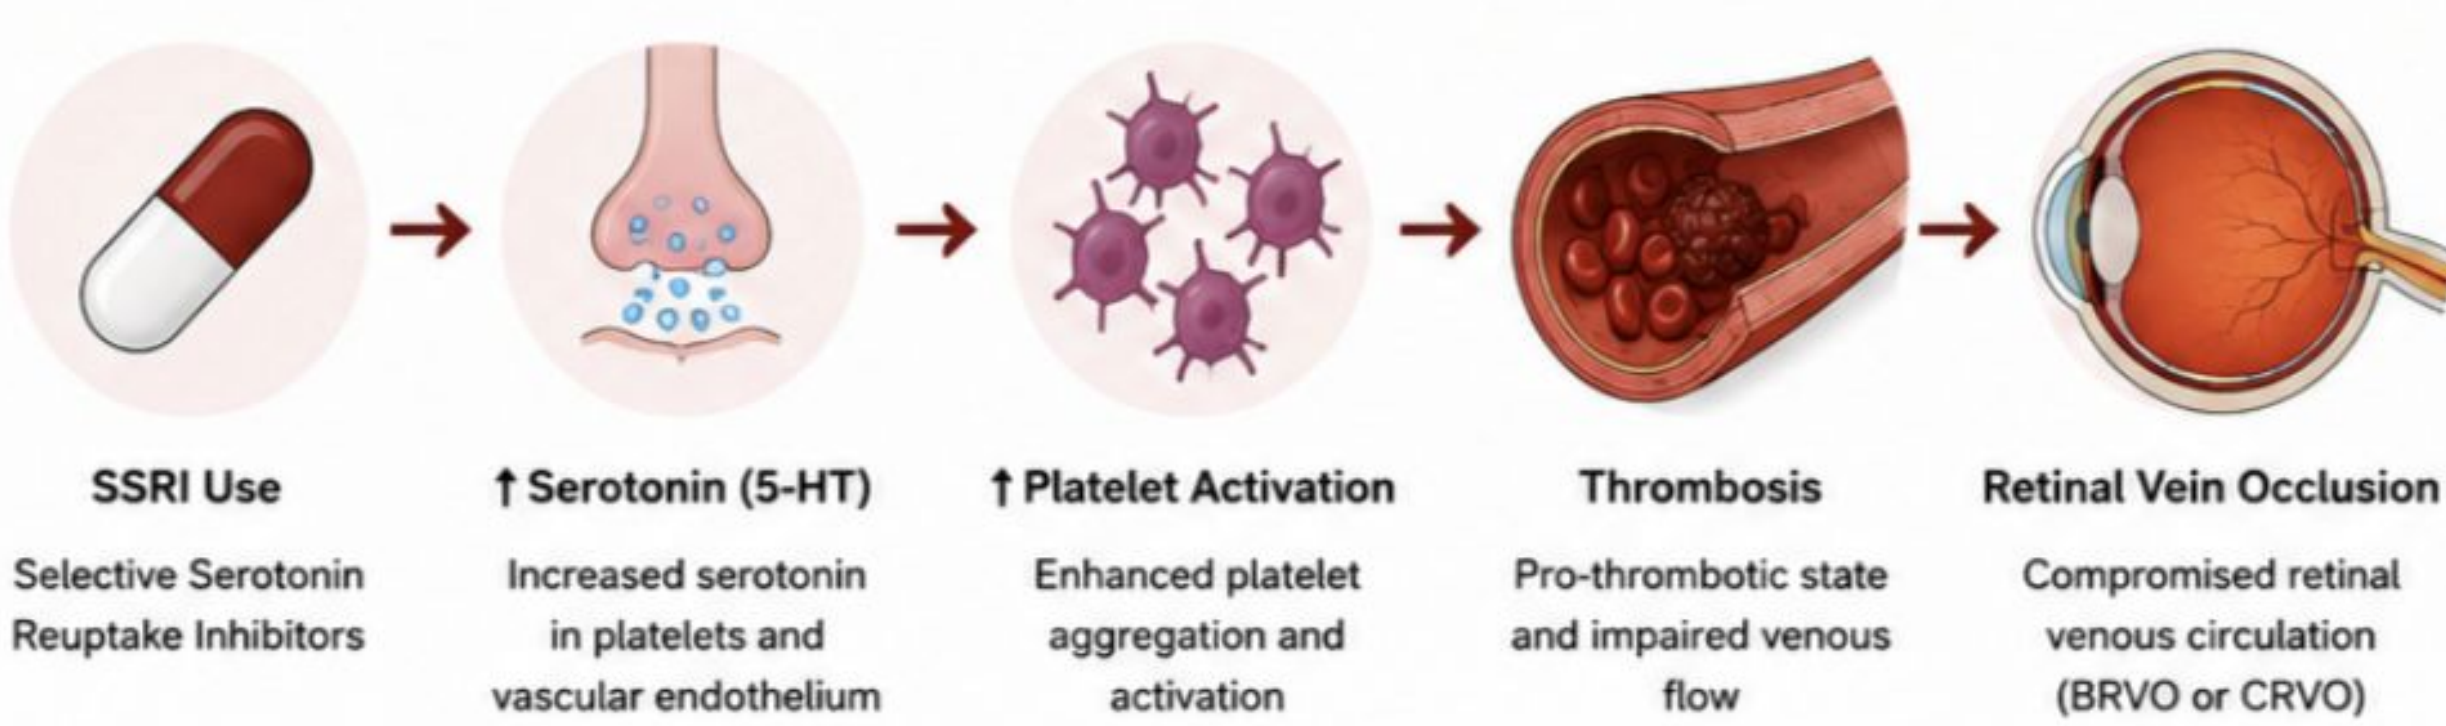 SSRI Use
Selective Serotonin
Reuptake Inhibitors
↑ Serotonin (5-HT)
Increased serotonin
in platelets and
vascular endothelium
↑ Platelet Activation
Enhanced platelet
aggregation and
activation
Thrombosis
Pro-thrombotic state
and impaired venous
flow
Retinal Vein Occlusion
Compromised retinal
venous circulation
(BRVO or CRVO)